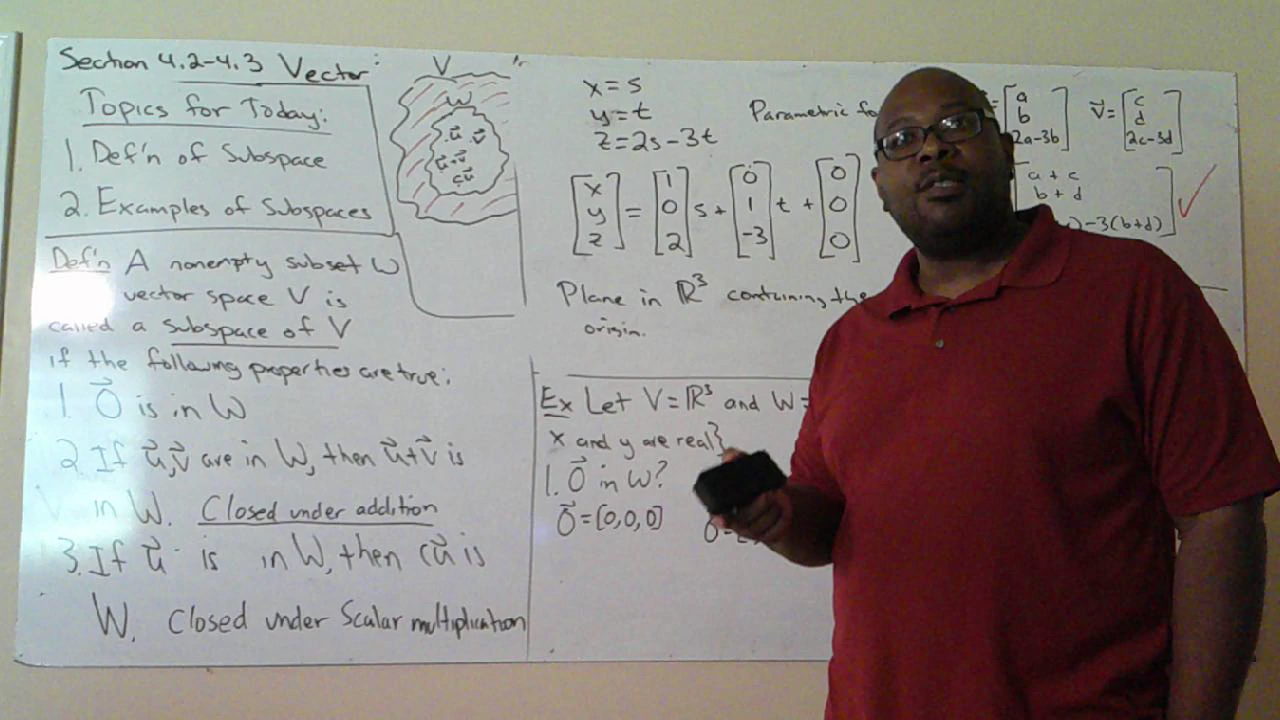 Section 4.2-4.3 Vector:
Topics for Today:
1. Def'n of Subspace
2. Examples of Subspaces
V
W
u⃗ v⃗
u⃗+v⃗
cu⃗
Def'n A nonempty subset W
vector space V is
called a subspace of V
if the following properties are true:
1. 0⃗ is in W
2. If u⃗,v⃗ are in W, then u⃗+v⃗ is
in W. Closed under addition
3. If u⃗ is in W, then cu⃗ is
W. Closed under Scalar multiplication
x=s
y=t
z=2s-3t
Parametric fo
[x y z] = [1 0 2] s + [0 1 -3] t + [0 0 0]
Plane in ℝ³ containing the
origin.
= [a b 2a-3b] v⃗ = [c d 2c-3d]
a+c
b+d
)-3(b+d) ✓
Ex Let V=ℝ³ and W=
x and y are real}
1. 0⃗ in W?
0⃗=[0,0,0]